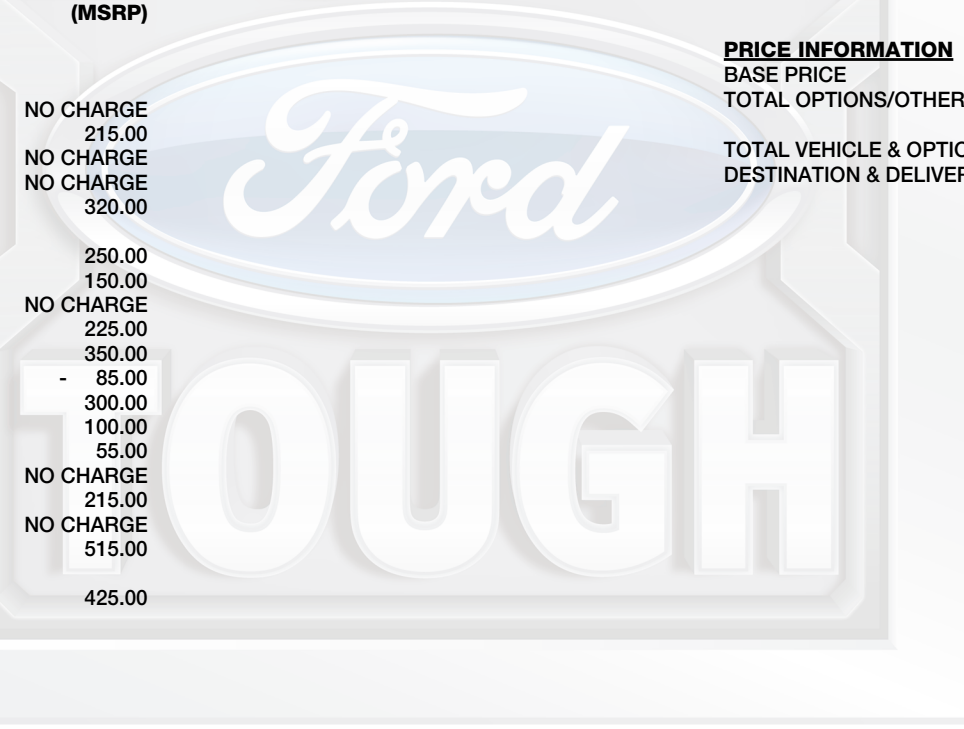 (MSRP)
NO CHARGE
215.00
NO CHARGE
NO CHARGE
320.00
250.00
150.00
NO CHARGE
225.00
350.00
- 85.00
300.00
100.00
55.00
NO CHARGE
215.00
NO CHARGE
515.00
425.00
PRICE INFORMATION
BASE PRICE
TOTAL OPTIONS/OTHER
TOTAL VEHICLE & OPTIO
DESTINATION & DELIVER
Ford
TOUGH